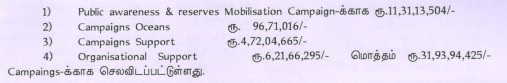 1) Public awareness & reserves Mobilisation Campaign-க்காக ரூ.11,31,13,504/-
2) Campaigns Oceans ரூ. 96,71,016/-
3) Campaigns Support ரூ.4,72,04,665/-
4) Organisational Support ரூ.6,21,66,295/- மொத்தம் ரூ.31,93,94,425/-
Campaings-க்காக செலவிடப்பட்டுள்ளது.